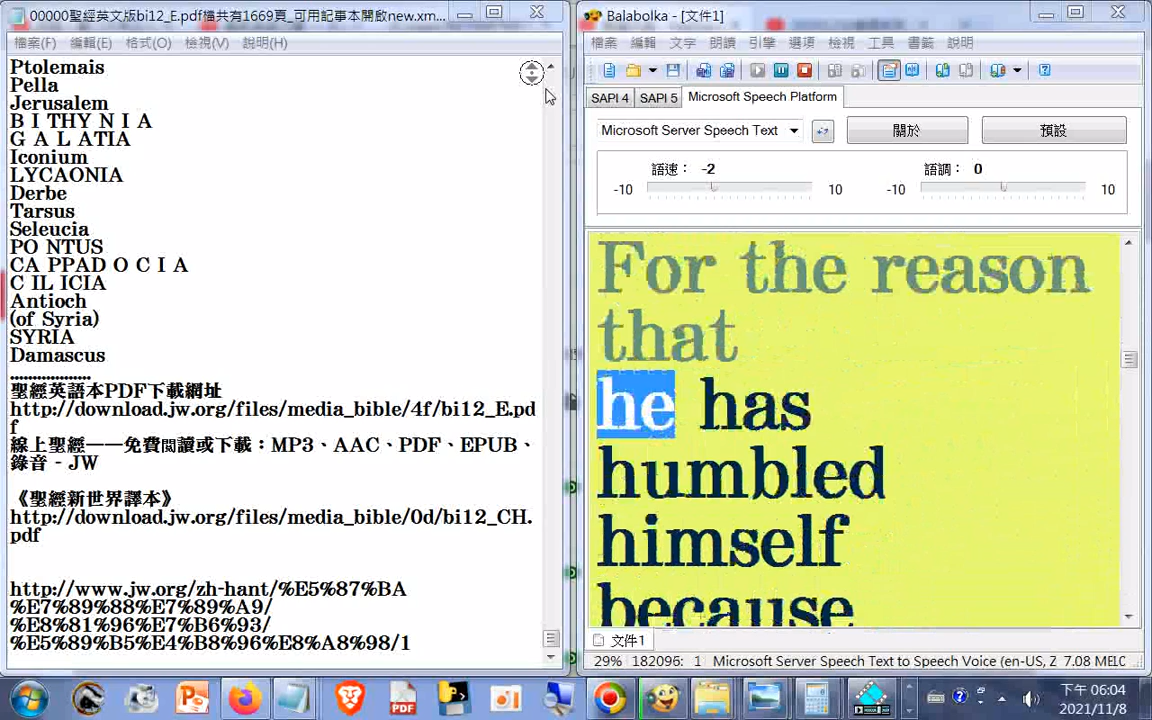 00000聖經英文版bi12_E.pdf檔共有1669頁_可用記事本開啟new.xm...
檔案(F) 編輯(E) 格式(O) 檢視(V) 說明(H)
Ptolemais
Pella
Jerusalem
B I THY N I A
G A L ATIA
Iconium
LYCAONIA
Derbe
Tarsus
Seleucia
PO NTUS
CA PPAD O C I A
C IL ICIA
Antioch
(of Syria)
SYRIA
Damascus
..................
聖經英語本PDF下載網址
http://download.jw.org/files/media_bible/4f/bi12_E.pd
f
線上聖經——免費閱讀或下載：MP3、AAC、PDF、EPUB、
錄音 - JW
《聖經新世界譯本》
http://download.jw.org/files/media_bible/0d/bi12_CH.
pdf
http://www.jw.org/zh-hant/%E5%87%BA
%E7%89%88%E7%89%A9/
%E8%81%96%E7%B6%93/
%E5%89%B5%E4%B8%96%E8%A8%98/1
Balabolka - [文件1]
檔案 編輯 文字 朗讀 引擎 選項 檢視 工具 書籤 說明
SAPI 4 SAPI 5 Microsoft Speech Platform
Microsoft Server Speech Text 關於 預設
語速： -2 語調： 0
-10 10 -10 10
For the reason
that
he has
humbled
himself
because
文件1
29% 182096: 1 Microsoft Server Speech Text to Speech Voice (en-US, Z 7.08 MELC
PDF
下午 06:04
2021/11/8